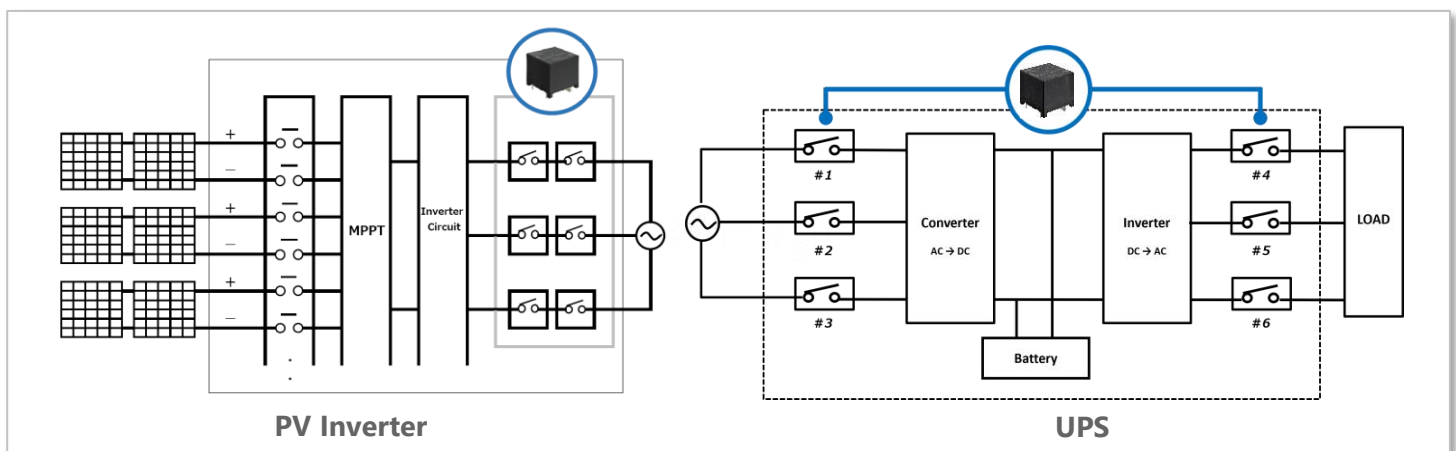 +
−
+
−
+
−
MPPT
Inverter
Circuit
PV Inverter
#1
#2
#3
Converter
AC → DC
Battery
Inverter
DC → AC
#4
#5
#6
LOAD
UPS